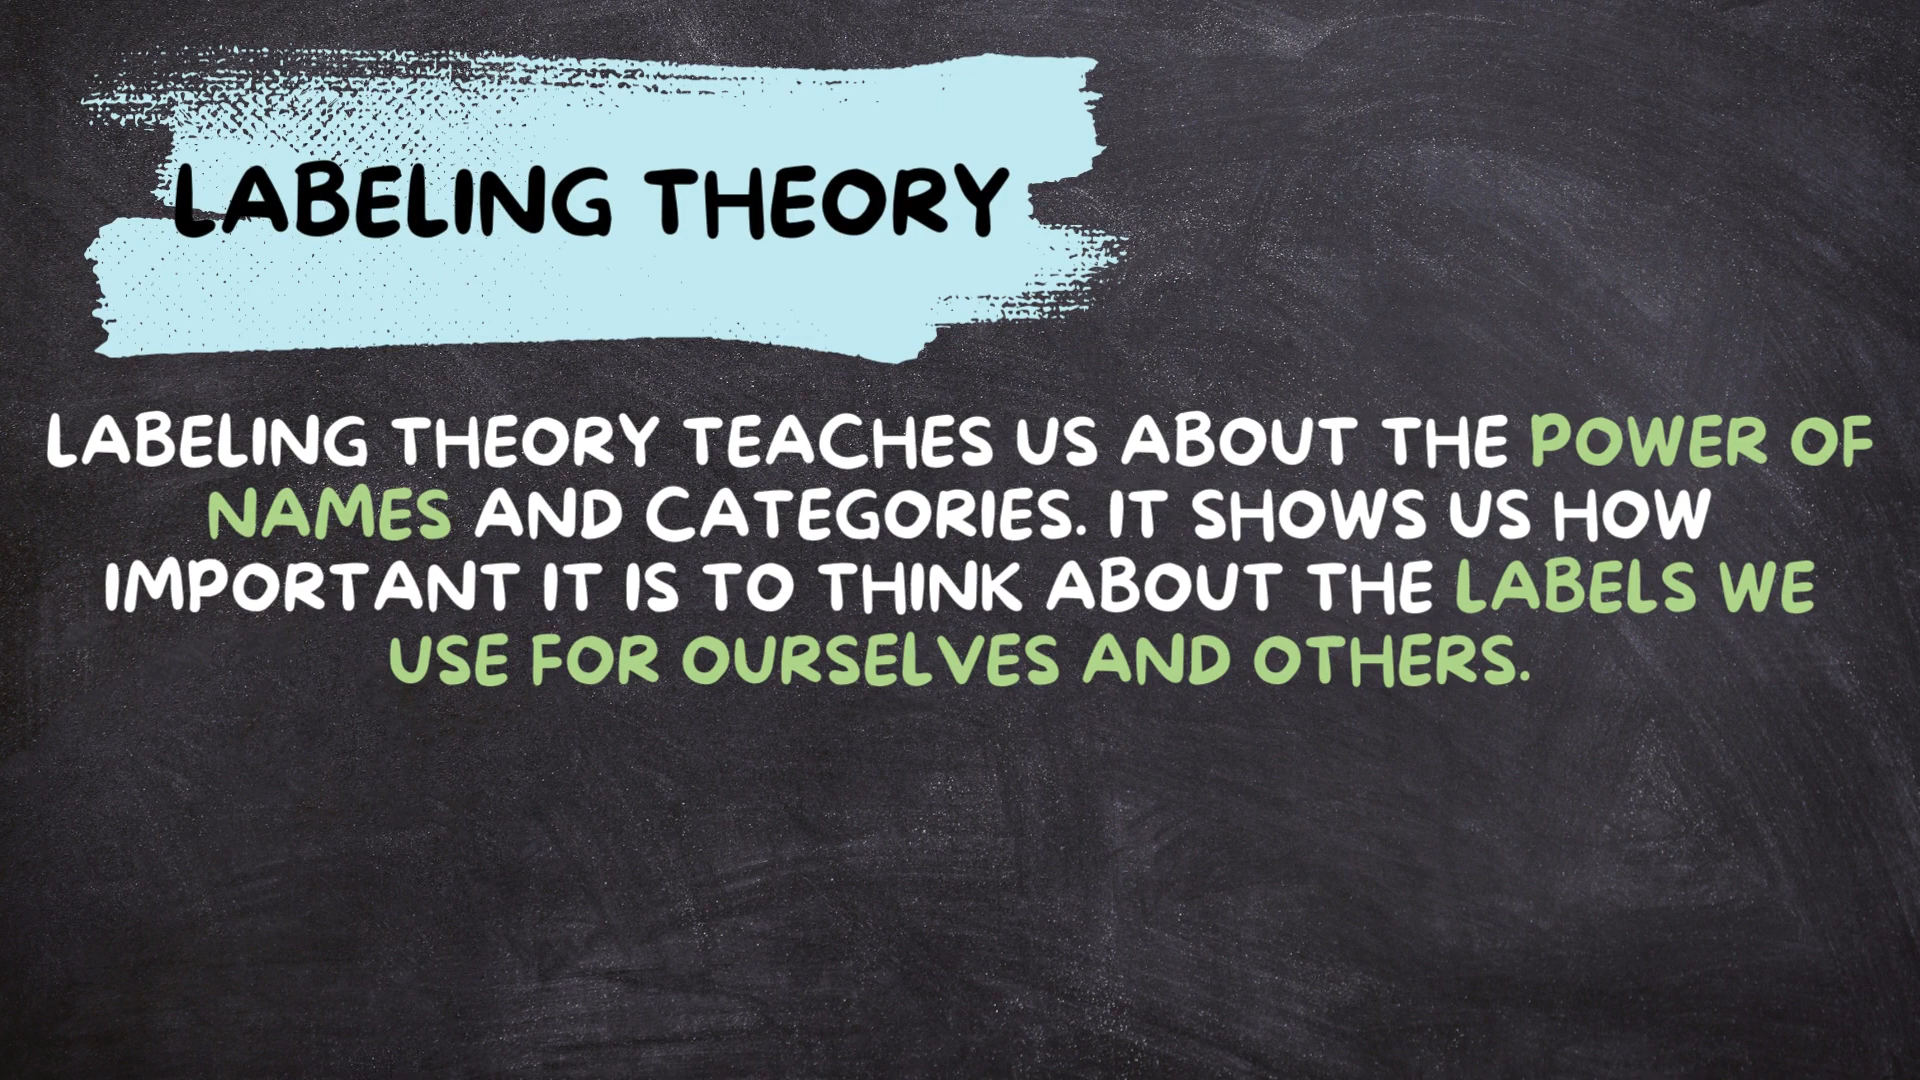 LABELING THEORY
LABELING THEORY TEACHES US ABOUT THE POWER OF
NAMES AND CATEGORIES. IT SHOWS US HOW
IMPORTANT IT IS TO THINK ABOUT THE LABELS WE
USE FOR OURSELVES AND OTHERS.